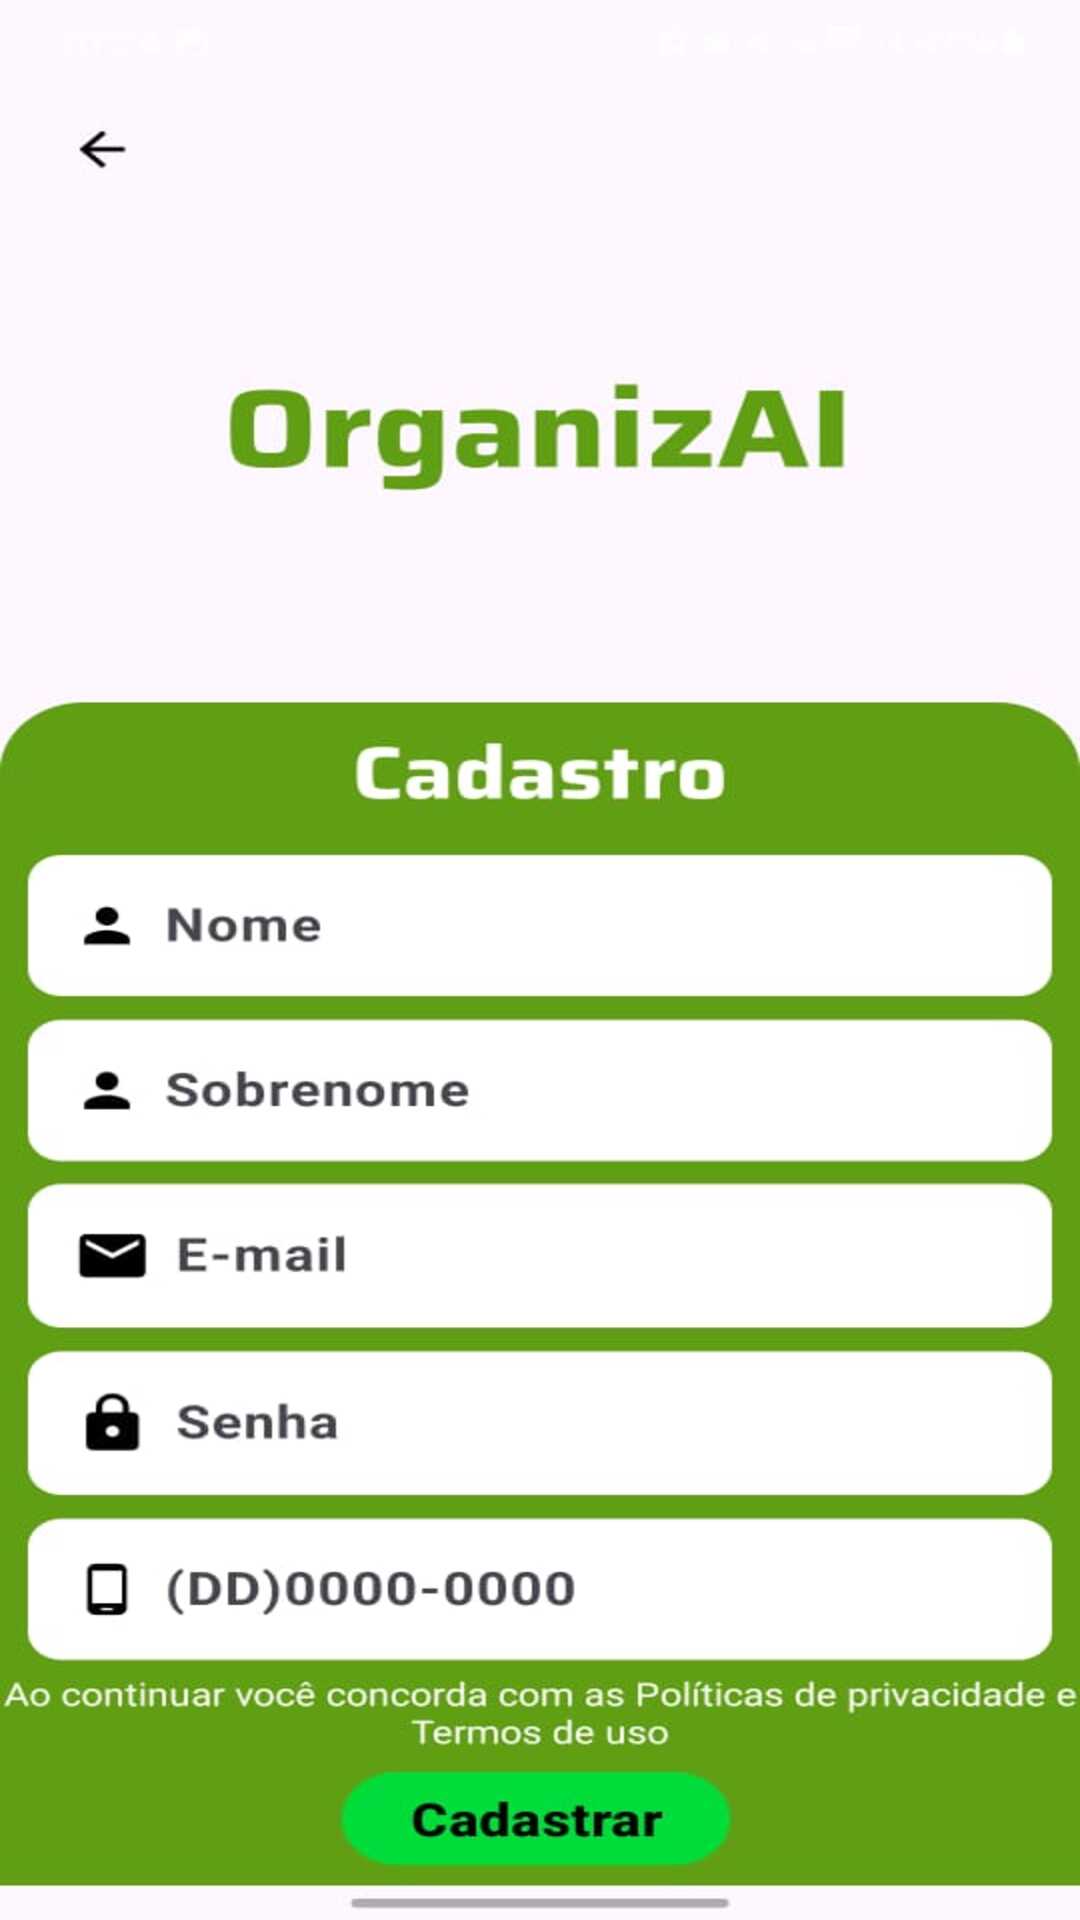 OrganizAI
Cadastro
Nome
Sobrenome
E-mail
Senha
(DD)0000-0000
Ao continuar você concorda com as Políticas de privacidade e
Termos de uso
Cadastrar